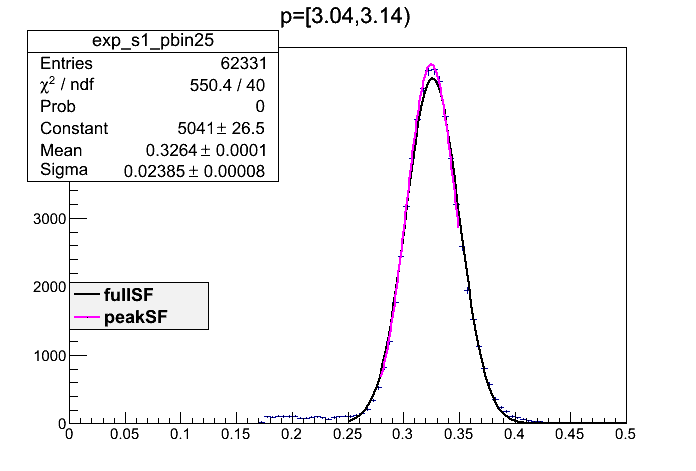 p=[3.04,3.14)
exp_s1_pbin25
Entries 62331
χ² / ndf 550.4 / 40
Prob 0
Constant 5041 ± 26.5
Mean 0.3264 ± 0.0001
Sigma 0.02385 ± 0.00008
3000
2000
fullSF
peakSF
1000
0
0 0.05 0.1 0.15 0.2 0.25 0.3 0.35 0.4 0.45 0.5